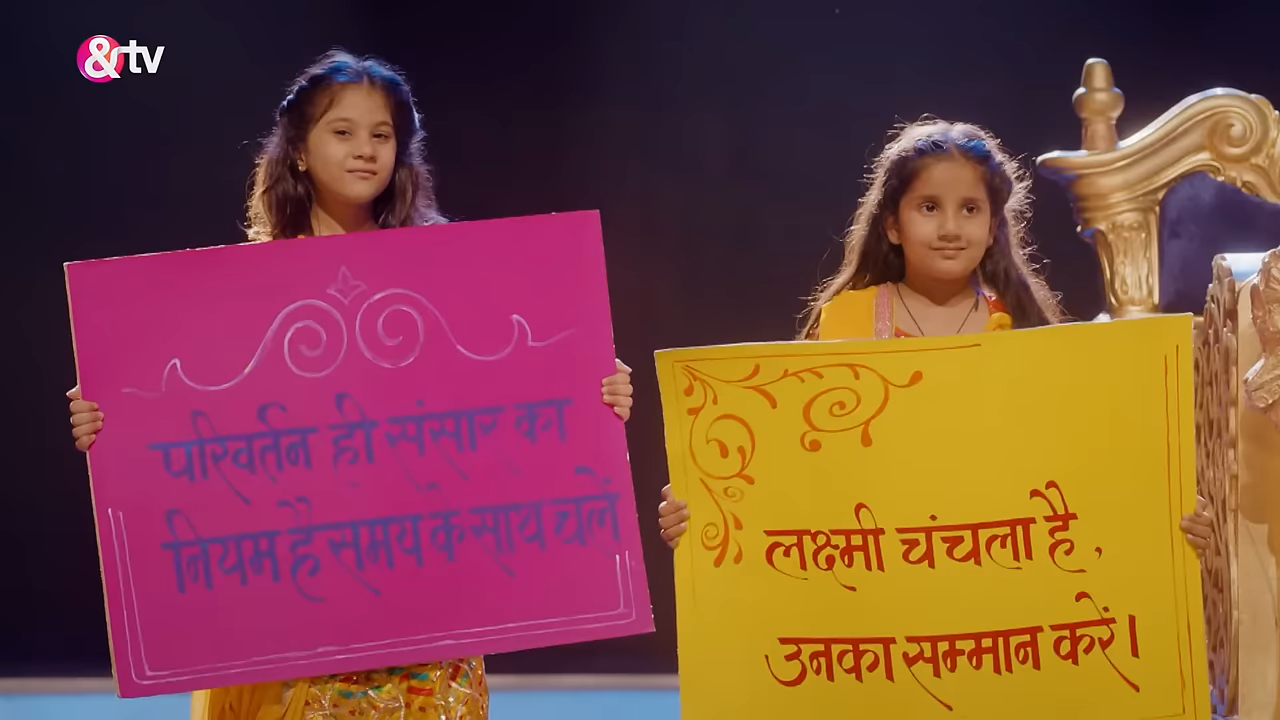 &tv
परिवर्तन ही संसार का
नियम है समय के साथ चलें
लक्ष्मी चंचला है,
उनका सम्मान करें।